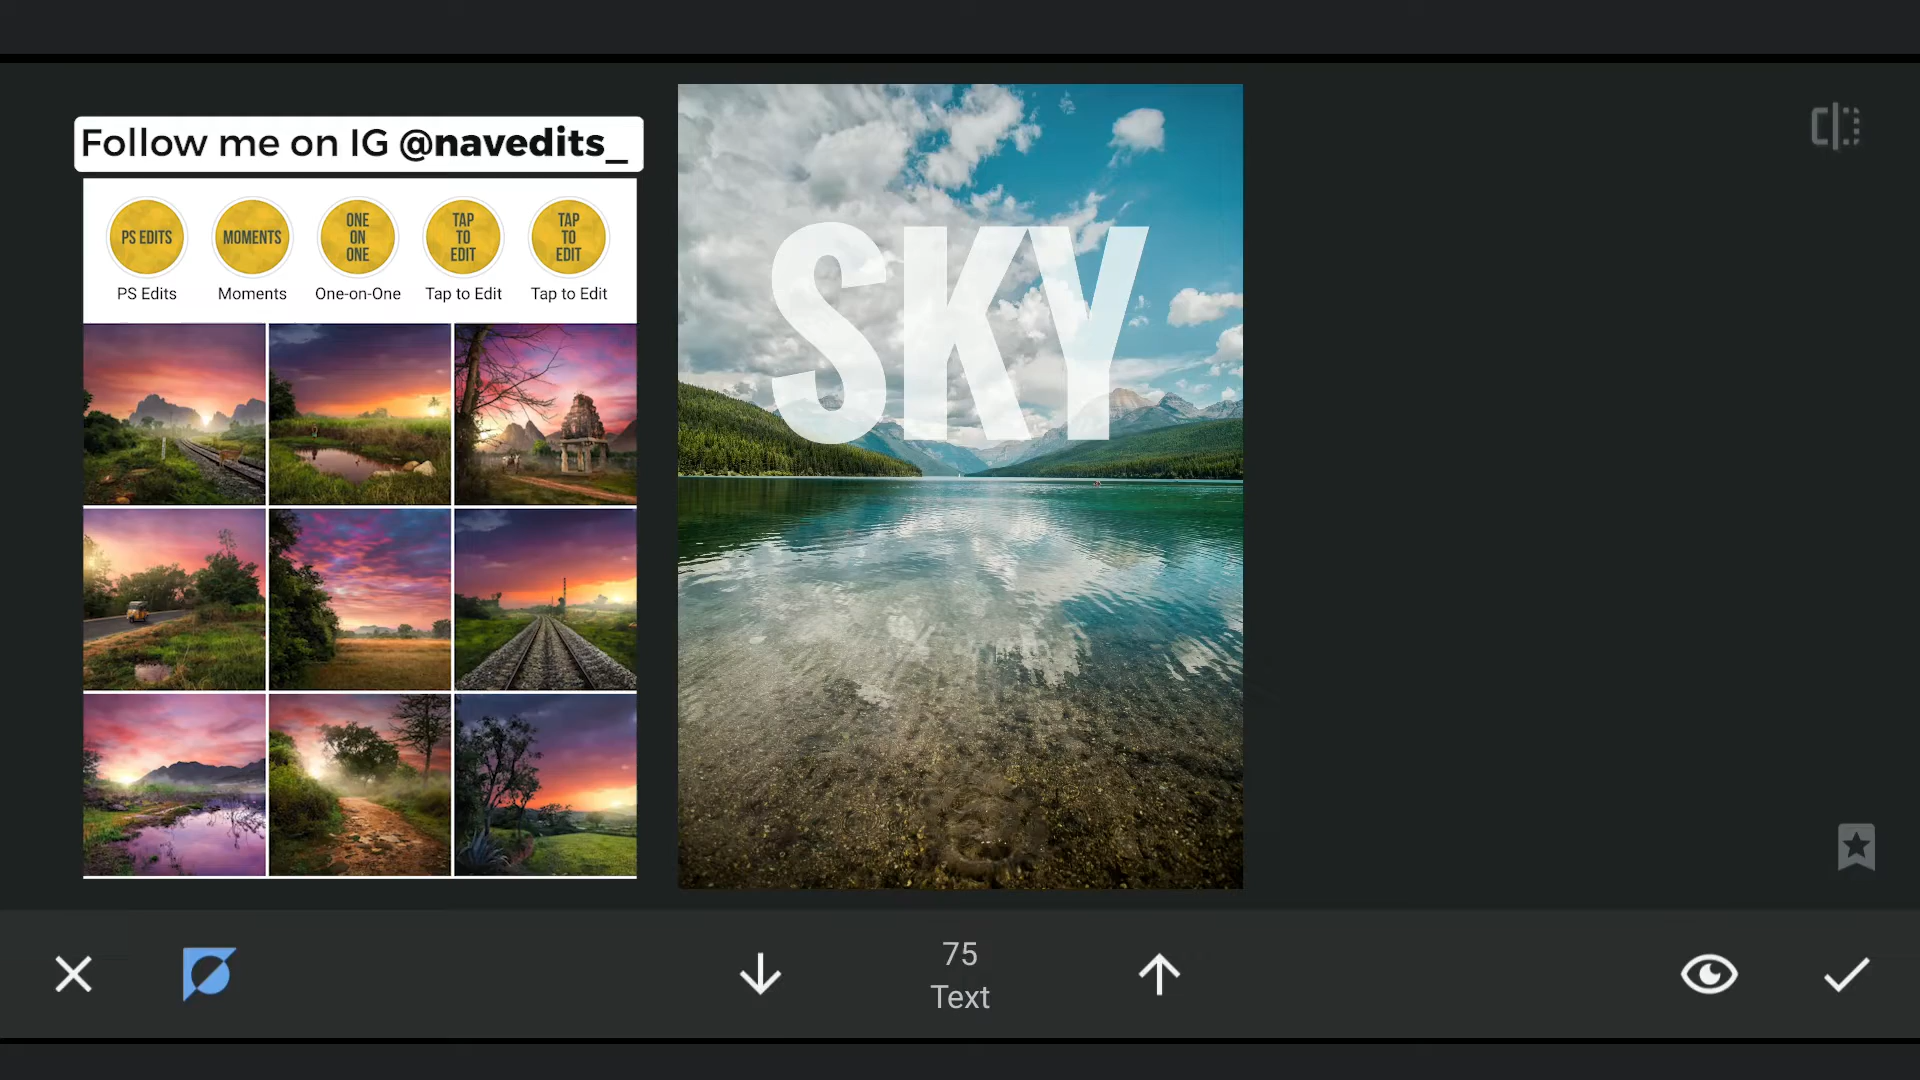 Follow me on IG @navedits_
PS EDITS
MOMENTS
ONE
ON
ONE
TAP
TO
EDIT
TAP
TO
EDIT
PS Edits
Moments
One-on-One
Tap to Edit
Tap to Edit
SKY
75
Text